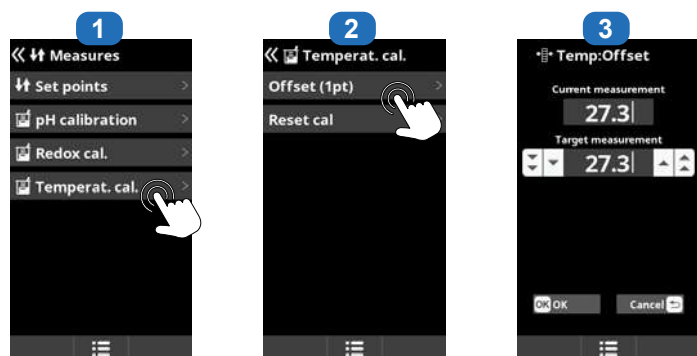 1
Measures
Set points
pH calibration
Redox cal.
Temperat. cal.
2
Temperat. cal.
Offset (1pt)
Reset cal
3
Temp:Offset
Current measurement
27.3
Target measurement
27.3
OK OK Cancel